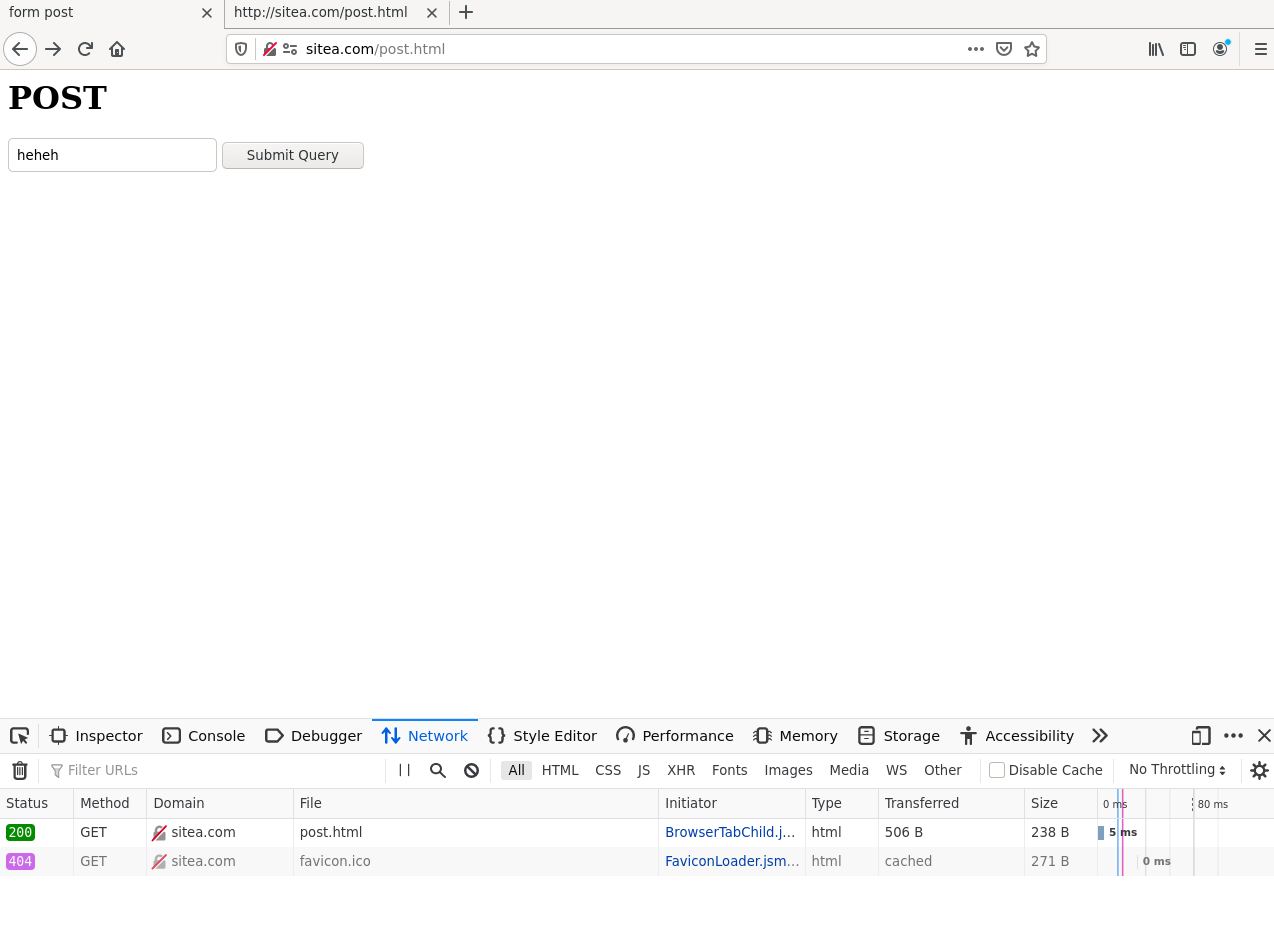 form post
http://sitea.com/post.html
sitea.com/post.html
POST
heheh Submit Query
Inspector Console Debugger Network Style Editor Performance Memory Storage Accessibility
Filter URLs All HTML CSS JS XHR Fonts Images Media WS Other Disable Cache No Throttling
Status Method Domain File Initiator Type Transferred Size 0 ms 80 ms
200 GET sitea.com post.html BrowserTabChild.j... html 506 B 238 B 5 ms
404 GET sitea.com favicon.ico FaviconLoader.jsm... html cached 271 B 0 ms